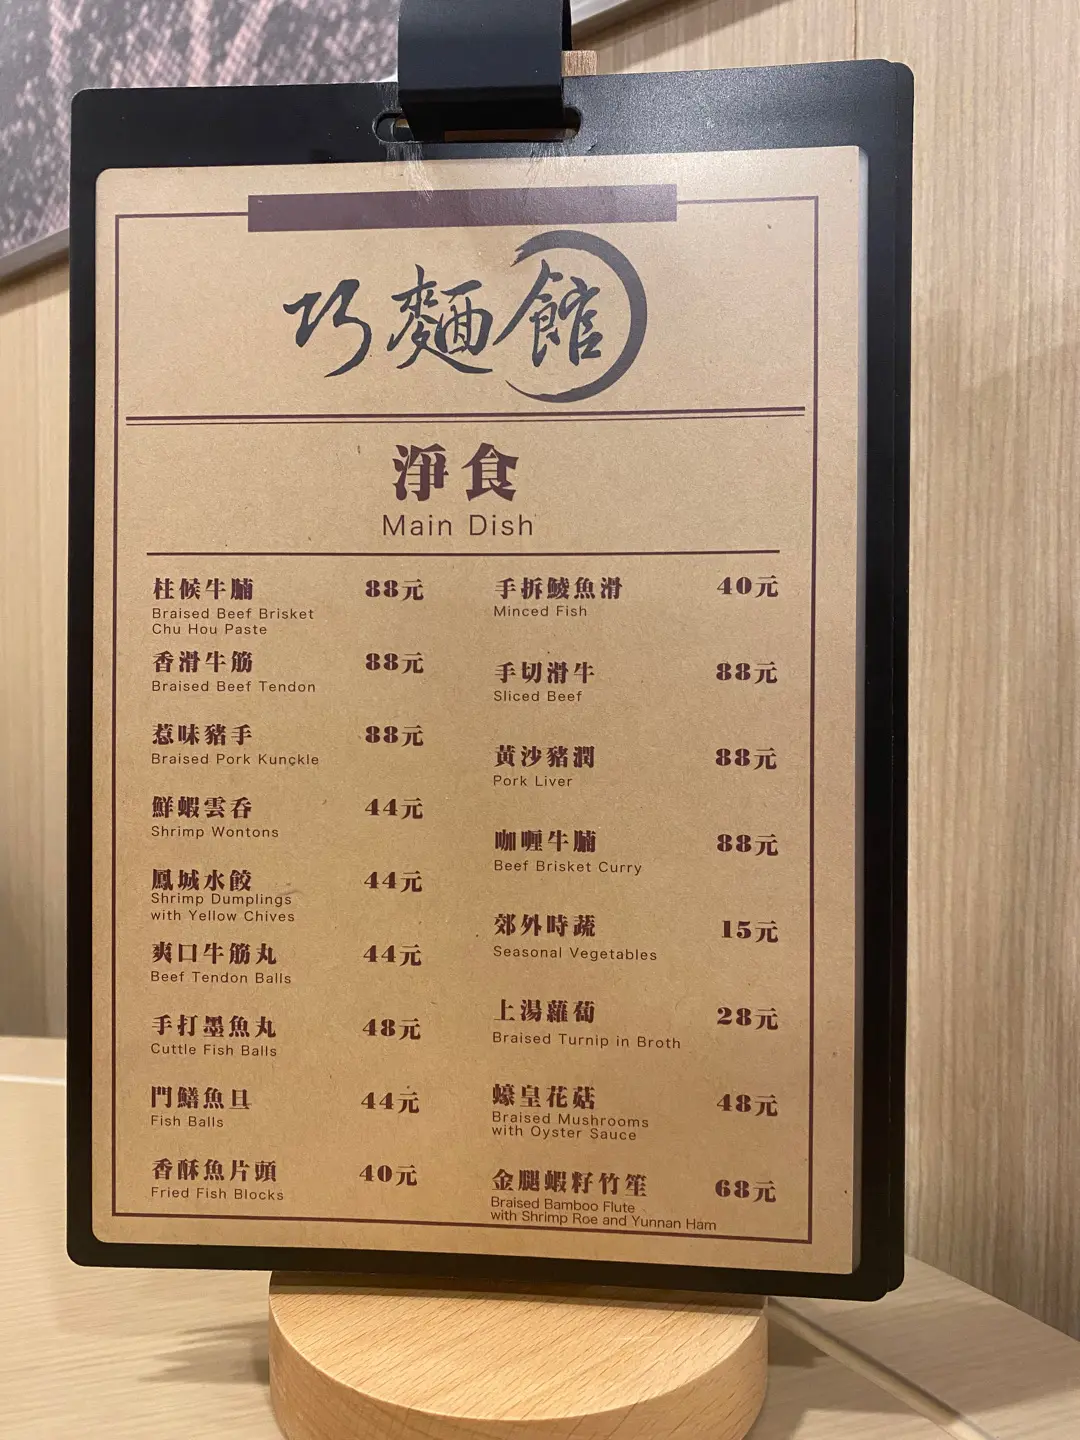 巧麵館
淨食
Main Dish
柱候牛腩 88元
Braised Beef Brisket
Chu Hou Paste
香滑牛筋 88元
Braised Beef Tendon
惹味豬手 88元
Braised Pork Kunckle
鮮蝦雲吞 44元
Shrimp Wontons
鳳城水餃 44元
Shrimp Dumplings
with Yellow Chives
爽口牛筋丸 44元
Beef Tendon Balls
手打墨魚丸 48元
Cuttle Fish Balls
門鱔魚旦 44元
Fish Balls
香酥魚片頭 40元
Fried Fish Blocks
手拆鯪魚滑 40元
Minced Fish
手切滑牛 88元
Sliced Beef
黃沙豬潤 88元
Pork Liver
咖喱牛腩 88元
Beef Brisket Curry
郊外時蔬 15元
Seasonal Vegetables
上湯蘿蔔 28元
Braised Turnip in Broth
蠔皇花菇 48元
Braised Mushrooms
with Oyster Sauce
金腿蝦籽竹笙 68元
Braised Bamboo Flute
with Shrimp Roe and Yunnan Ham